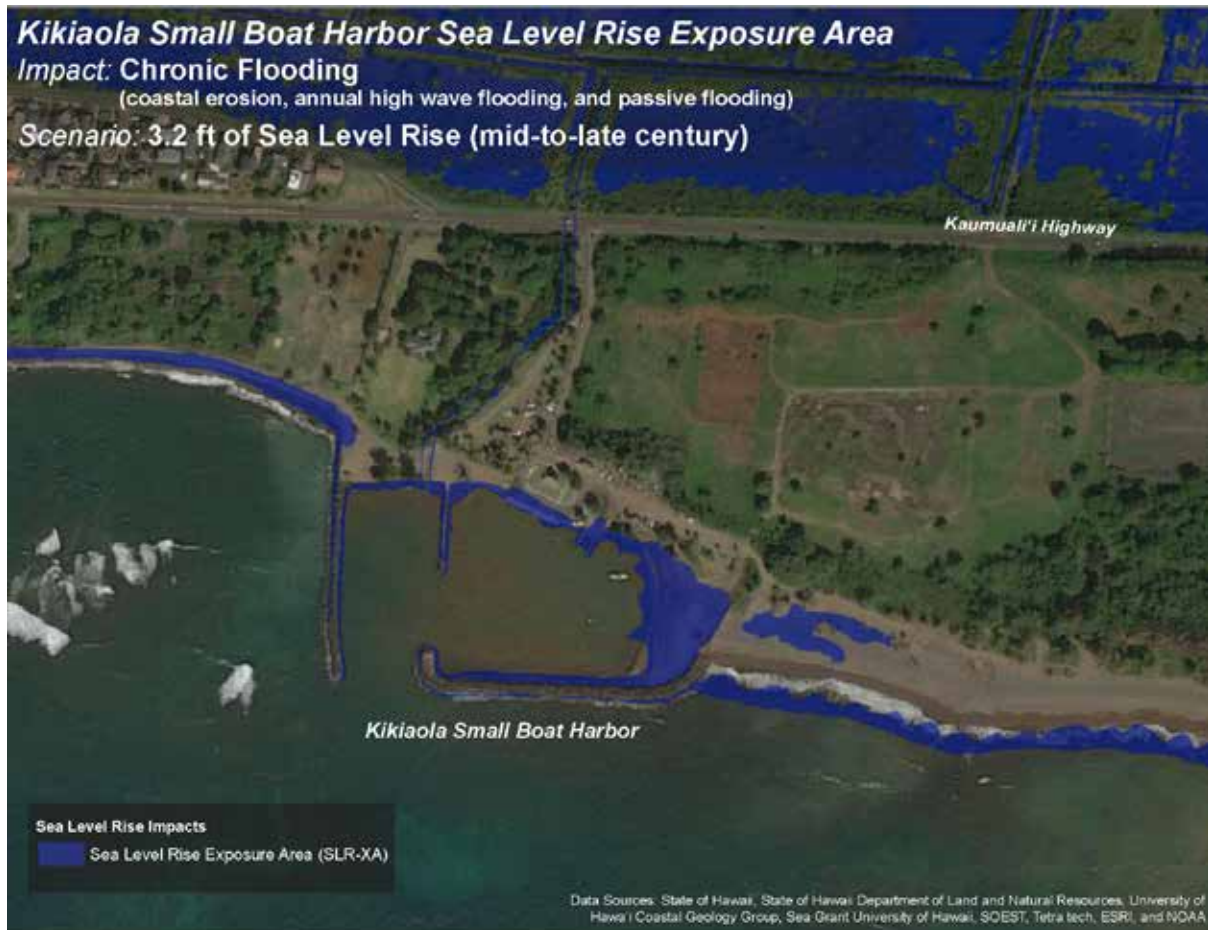 Kikiaola Small Boat Harbor Sea Level Rise Exposure Area
Impact: Chronic Flooding
(coastal erosion, annual high wave flooding, and passive flooding)
Scenario: 3.2 ft of Sea Level Rise (mid-to-late century)
Kaumuali'i Highway
Kikiaola Small Boat Harbor
Sea Level Rise Impacts
Sea Level Rise Exposure Area (SLR-XA)
Data Sources: State of Hawaii, State of Hawaii Department of Land and Natural Resources, University of
Hawai'i Coastal Geology Group, Sea Grant University of Hawaii, SOEST, Tetra tech, ESRI, and NOAA